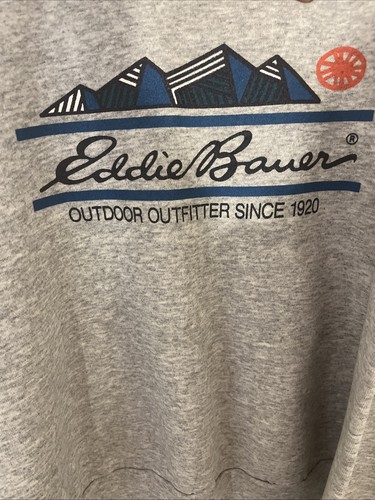 Eddie Bauer®
OUTDOOR OUTFITTER SINCE 1920